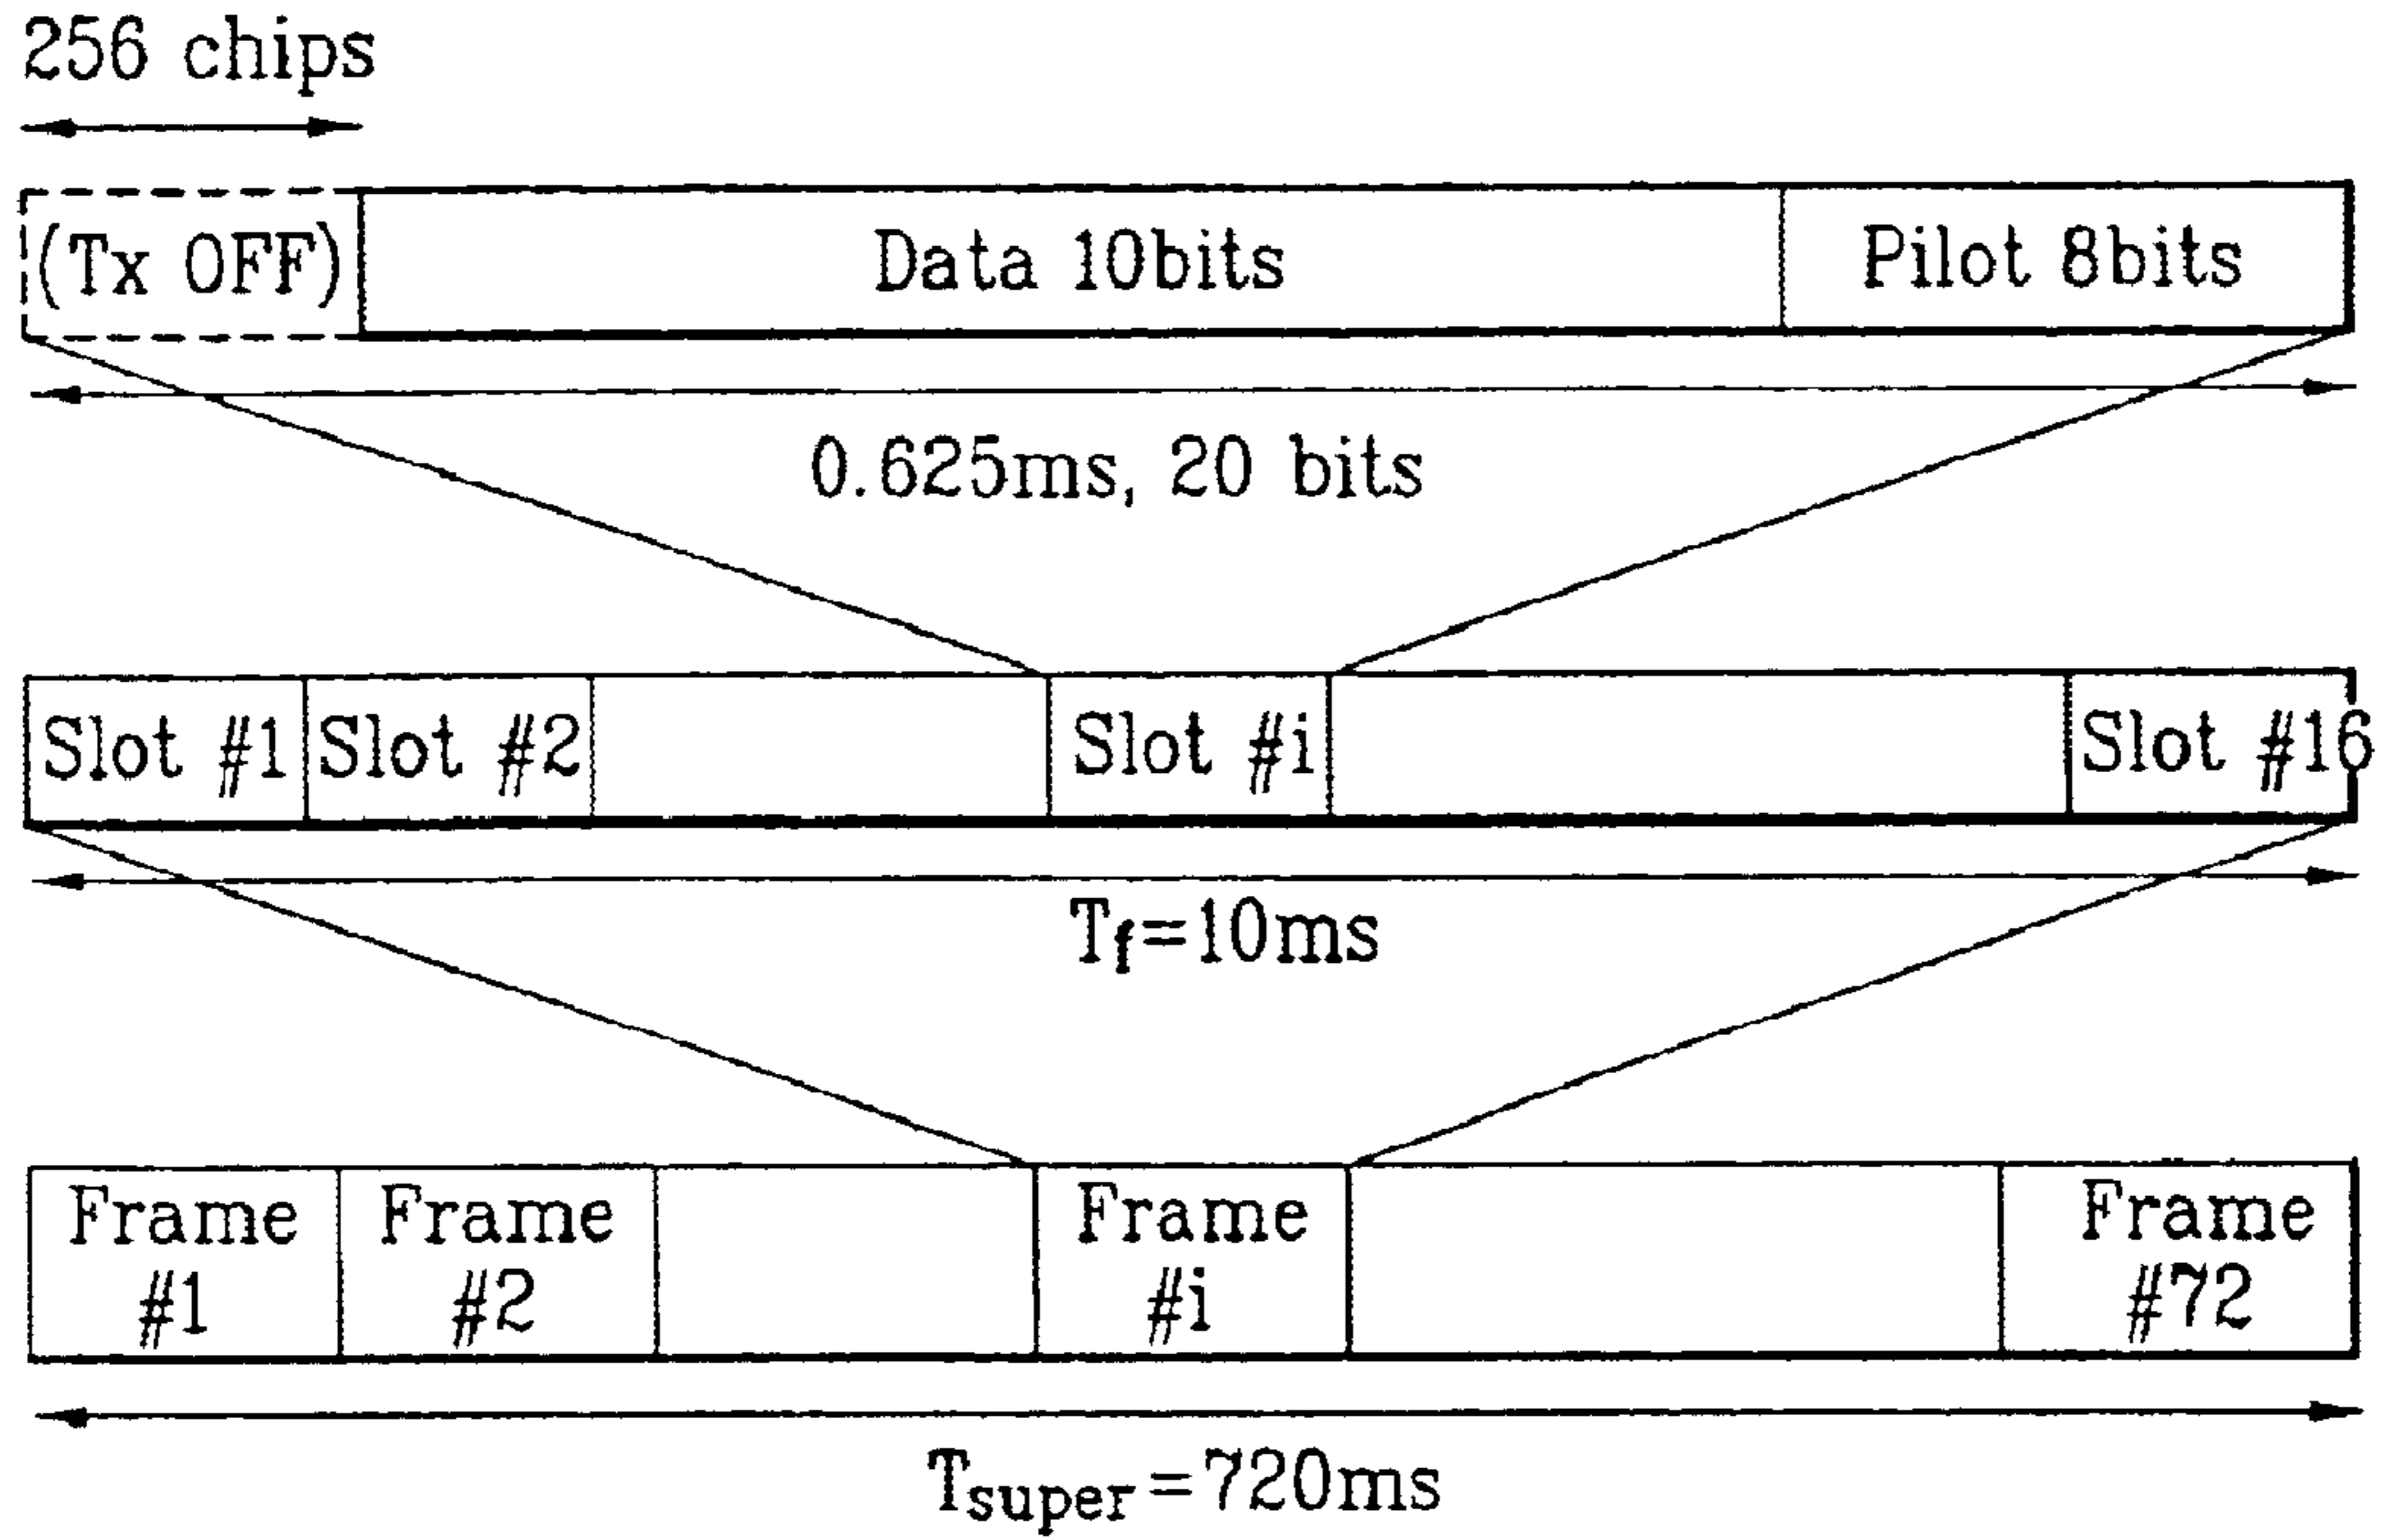 256 chips
(Tx OFF) Data 10bits Pilot 8bits
0.625ms, 20 bits
Slot #1 Slot #2 Slot #i Slot #16
Tf=10ms
Frame #1 Frame #2 Frame #i Frame #72
Tsuper=720ms